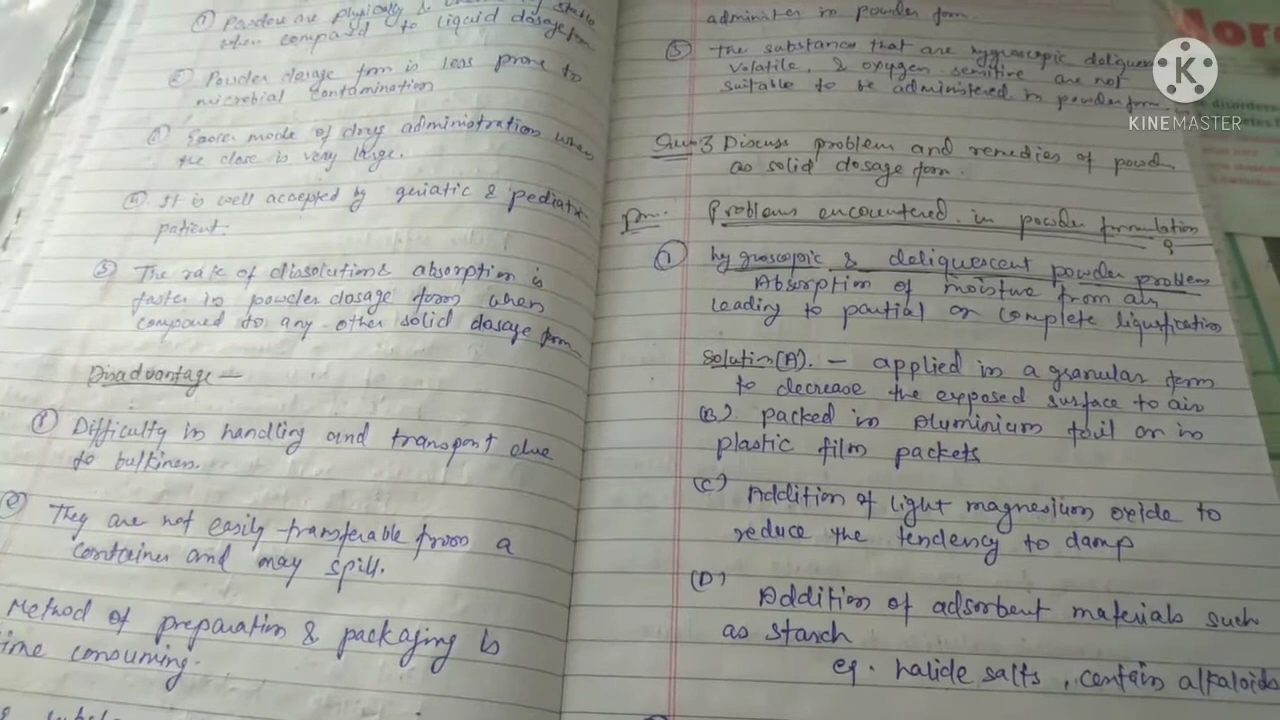 ① Powders are physically & stable
when compared to liquid dosage form
② Powder dosage form is less prone to
microbial contamination
③ Easier mode of drug administration when
the dose is very large.
④ It is well accepted by geriatic & pediatric
patient.
⑤ The rate of dissolution & absorption is
faster in powder dosage form when
compared to any other solid dosage form.
Disadvantage –
① Difficulty in handling and transport due
to bulkiness.
② They are not easily transferable from a
container and may spill.
Method of preparation & packaging is
time consuming.
administer in powder form.
⑤ The substance that are hygroscopic deliques
volatile, & oxygen sensitive are not
suitable to be administered in powder form.
Que-3 Discuss problem and remedies of powde
as solid dosage form.
Problems encountered in powder formulation
① hygroscopic & deliquescent powder problem
Absorption of moisture from air
leading to partial or complete liquification
Solution (A). – applied in a granular form
to decrease the exposed surface to air
(B) packed in aluminium foil or in
plastic film packets
(C) Addition of light magnesium oxide to
reduce the tendency to damp
(D) Addition of adsorbent materials such
as starch
eg. halide salts, contain alkaloids
K
KINEMASTER
disorders